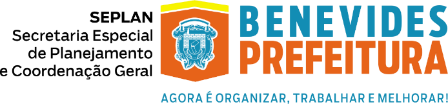 SEPLAN
Secretaria Especial
de Planejamento
e Coordenação Geral
BENEVIDES
PREFEITURA
AGORA É ORGANIZAR, TRABALHAR E MELHORAR!